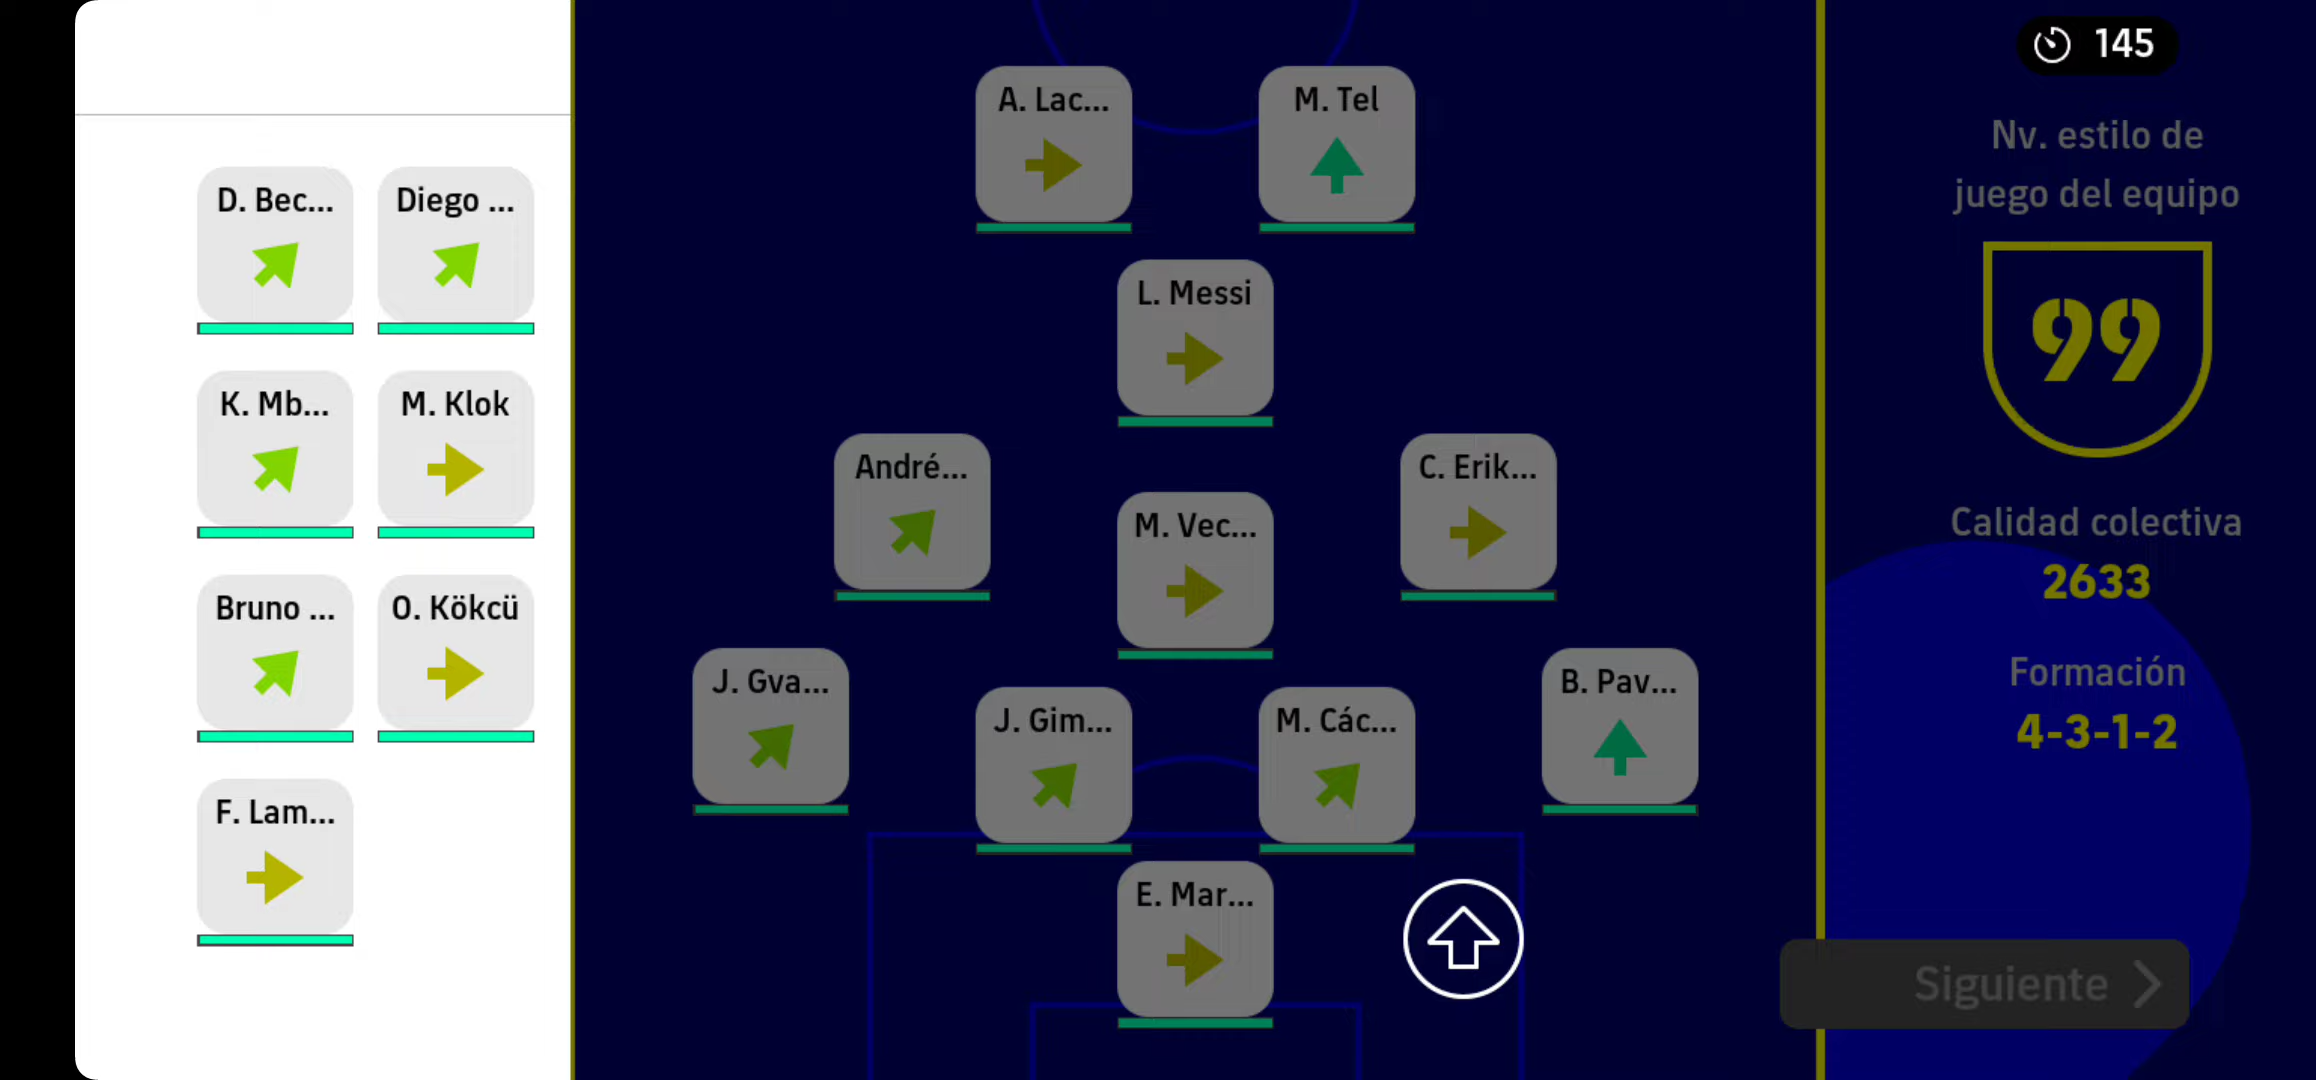 D. Bec...
Diego ...
K. Mb...
M. Klok
Bruno ...
O. Kökcü
F. Lam...
A. Lac...
M. Tel
L. Messi
André...
C. Erik...
M. Vec...
J. Gva...
B. Pav...
J. Gim...
M. Các...
E. Mar...
145
Nv. estilo de
juego del equipo
99
Calidad colectiva
2633
Formación
4-3-1-2
Siguiente